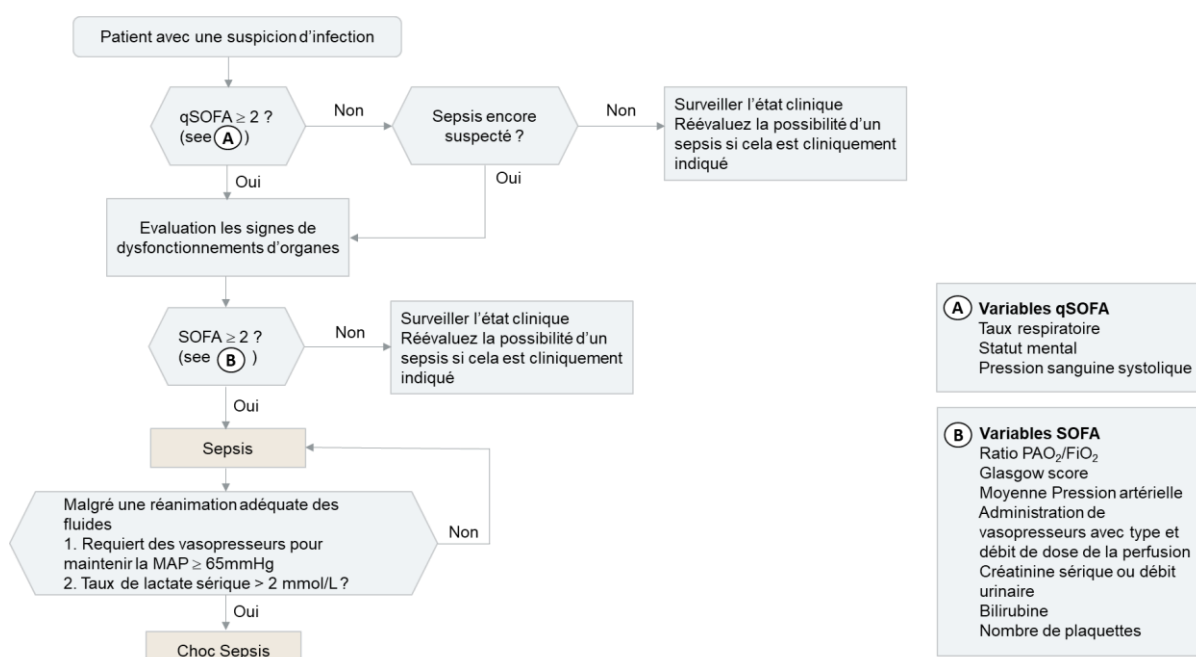 Patient avec une suspicion d'infection
qSOFA ≥ 2 ?
(see A )
Non
Sepsis encore
suspecté ?
Non
Surveiller l'état clinique
Réévaluez la possibilité d'un
sepsis si cela est cliniquement
indiqué
Oui
Oui
Evaluation les signes de
dysfonctionnements d'organes
SOFA ≥ 2 ?
(see B )
Non
Surveiller l'état clinique
Réévaluez la possibilité d'un
sepsis si cela est cliniquement
indiqué
Oui
Sepsis
Malgré une réanimation adéquate des
fluides
1. Requiert des vasopresseurs pour
maintenir la MAP ≥ 65mmHg
2. Taux de lactate sérique > 2 mmol/L ?
Non
Oui
Choc Sepsis
A Variables qSOFA
Taux respiratoire
Statut mental
Pression sanguine systolique
B Variables SOFA
Ratio PAO₂/FiO₂
Glasgow score
Moyenne Pression artérielle
Administration de
vasopresseurs avec type et
débit de dose de la perfusion
Créatinine sérique ou débit
urinaire
Bilirubine
Nombre de plaquettes